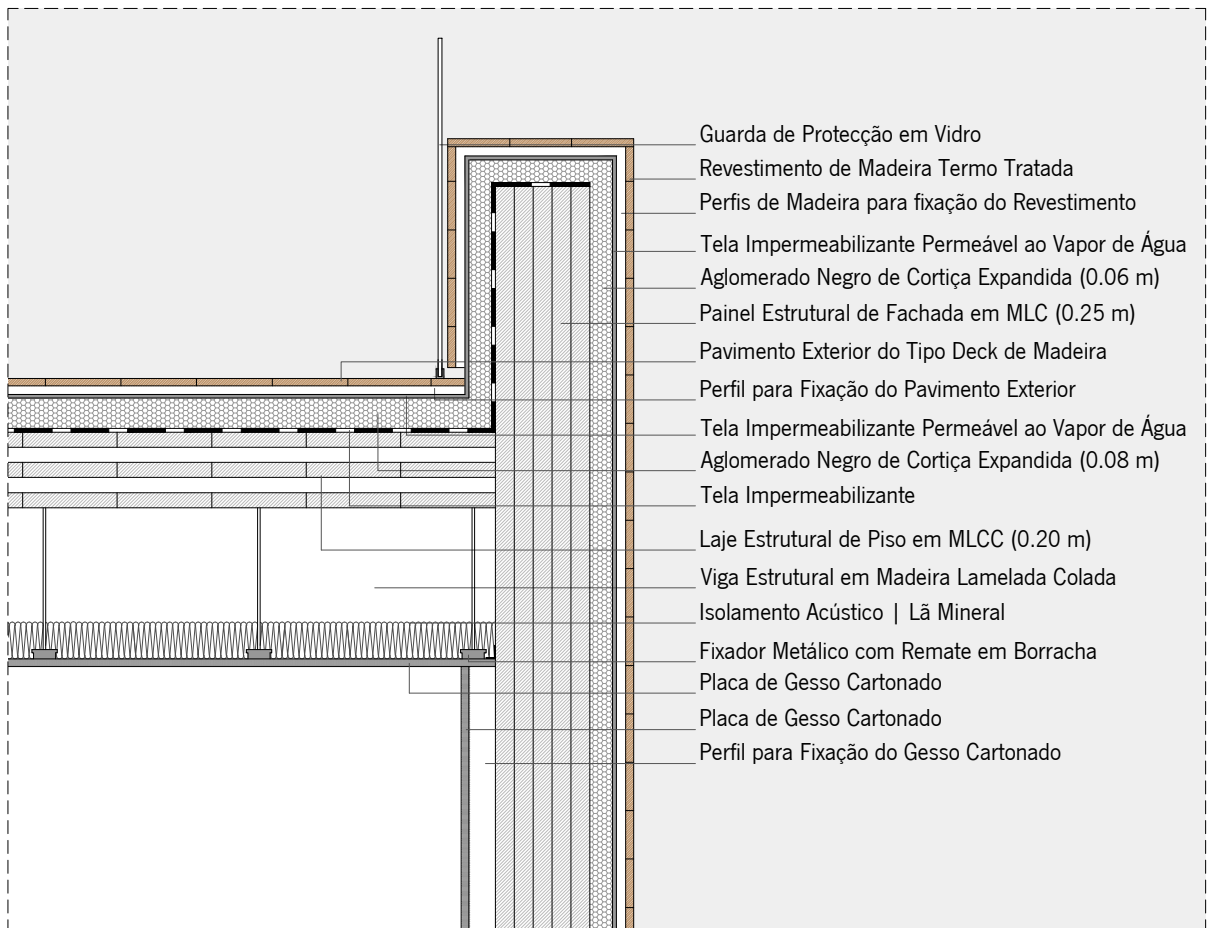 Guarda de Protecção em Vidro
Revestimento de Madeira Termo Tratada
Perfis de Madeira para fixação do Revestimento
Tela Impermeabilizante Permeável ao Vapor de Água
Aglomerado Negro de Cortiça Expandida (0.06 m)
Painel Estrutural de Fachada em MLC (0.25 m)
Pavimento Exterior do Tipo Deck de Madeira
Perfil para Fixação do Pavimento Exterior
Tela Impermeabilizante Permeável ao Vapor de Água
Aglomerado Negro de Cortiça Expandida (0.08 m)
Tela Impermeabilizante
Laje Estrutural de Piso em MLCC (0.20 m)
Viga Estrutural em Madeira Lamelada Colada
Isolamento Acústico | Lã Mineral
Fixador Metálico com Remate em Borracha
Placa de Gesso Cartonado
Placa de Gesso Cartonado
Perfil para Fixação do Gesso Cartonado